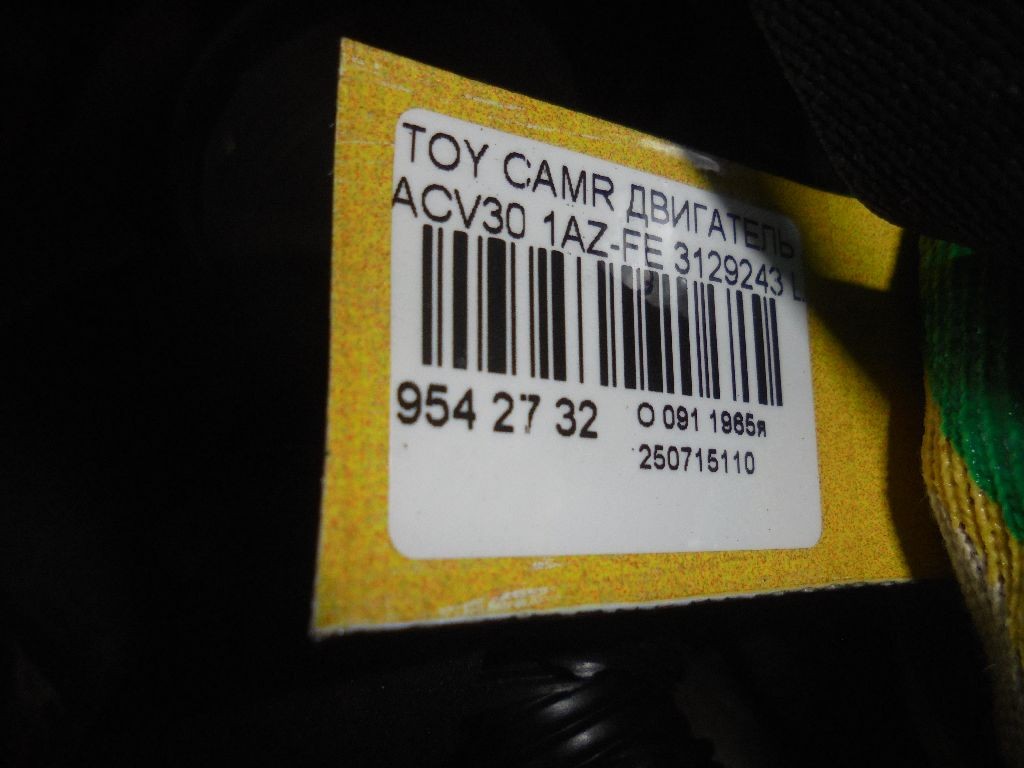 TOY CAMR ДВИГАТЕЛЬ
ACV30 1AZ-FE 3129243
954 27 32
O 091 1965я
250715110